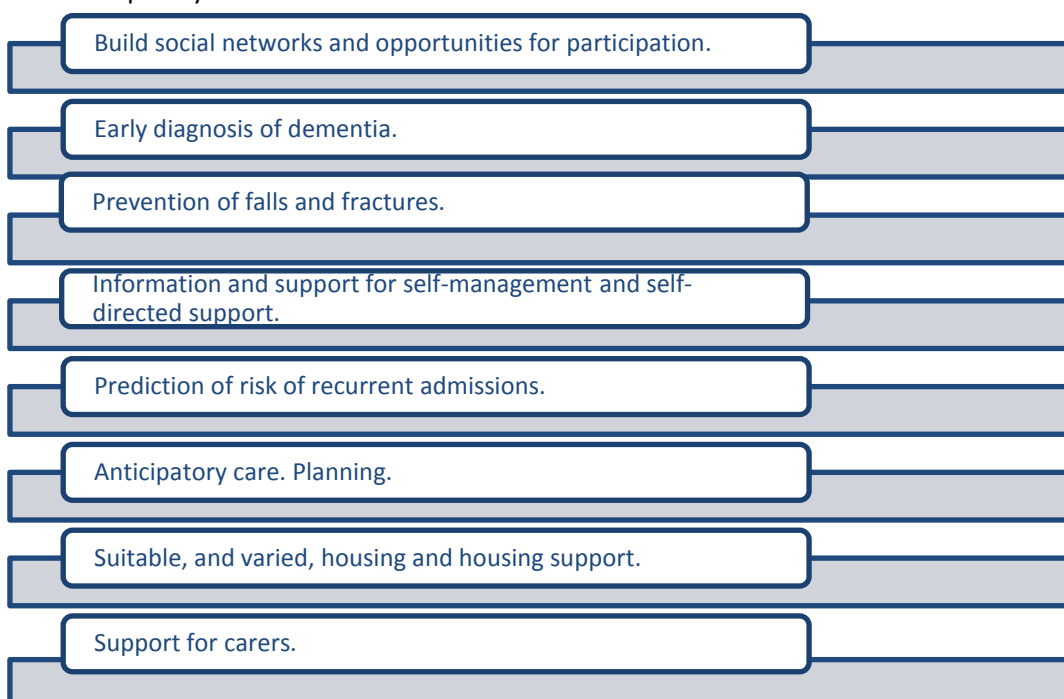 Build social networks and opportunities for participation.
Early diagnosis of dementia.
Prevention of falls and fractures.
Information and support for self-management and self-
directed support.
Prediction of risk of recurrent admissions.
Anticipatory care. Planning.
Suitable, and varied, housing and housing support.
Support for carers.